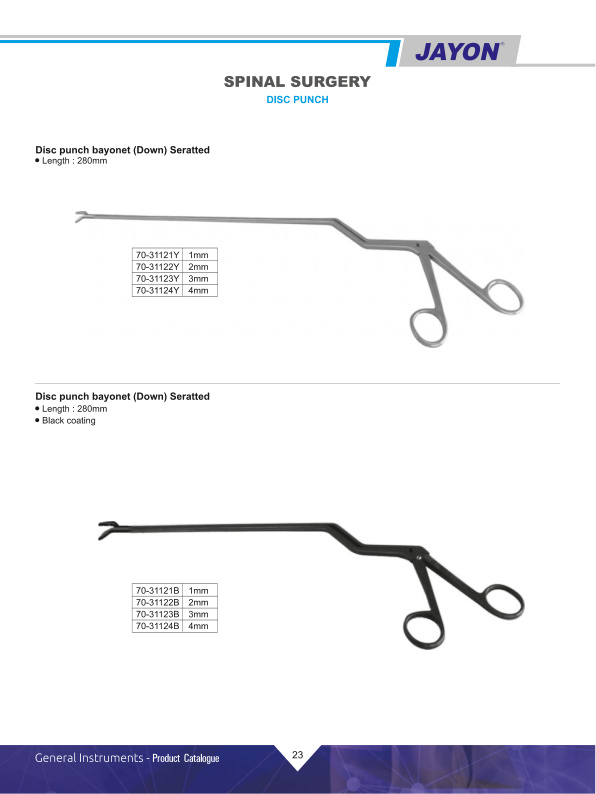 JAYON®
SPINAL SURGERY
DISC PUNCH
Disc punch bayonet (Down) Seratted
• Length : 280mm
70-31121Y 1mm
70-31122Y 2mm
70-31123Y 3mm
70-31124Y 4mm
Disc punch bayonet (Down) Seratted
• Length : 280mm
• Black coating
70-31121B 1mm
70-31122B 2mm
70-31123B 3mm
70-31124B 4mm
General Instruments - Product Catalogue
23